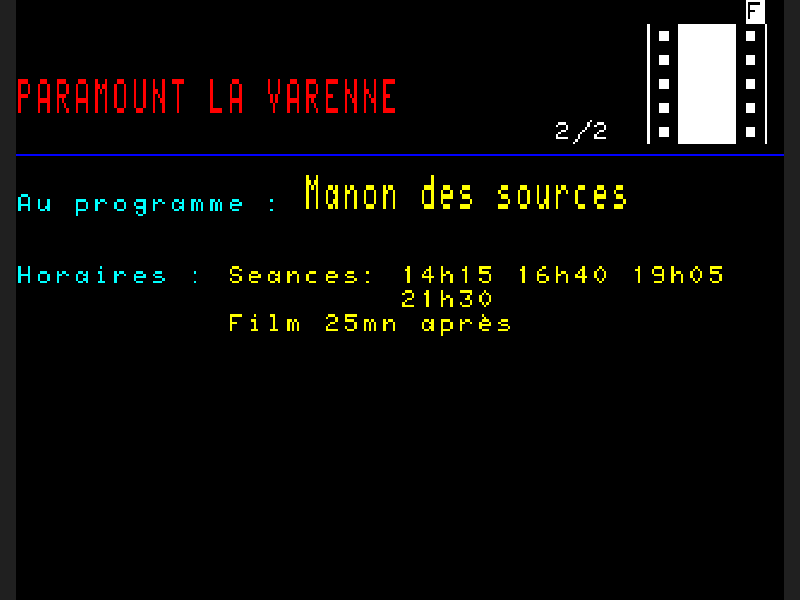 F
PARAMOUNT LA VARENNE
2/2
Au programme : Manon des sources
Horaires : Seances: 14h15 16h40 19h05
21h30
Film 25mn après